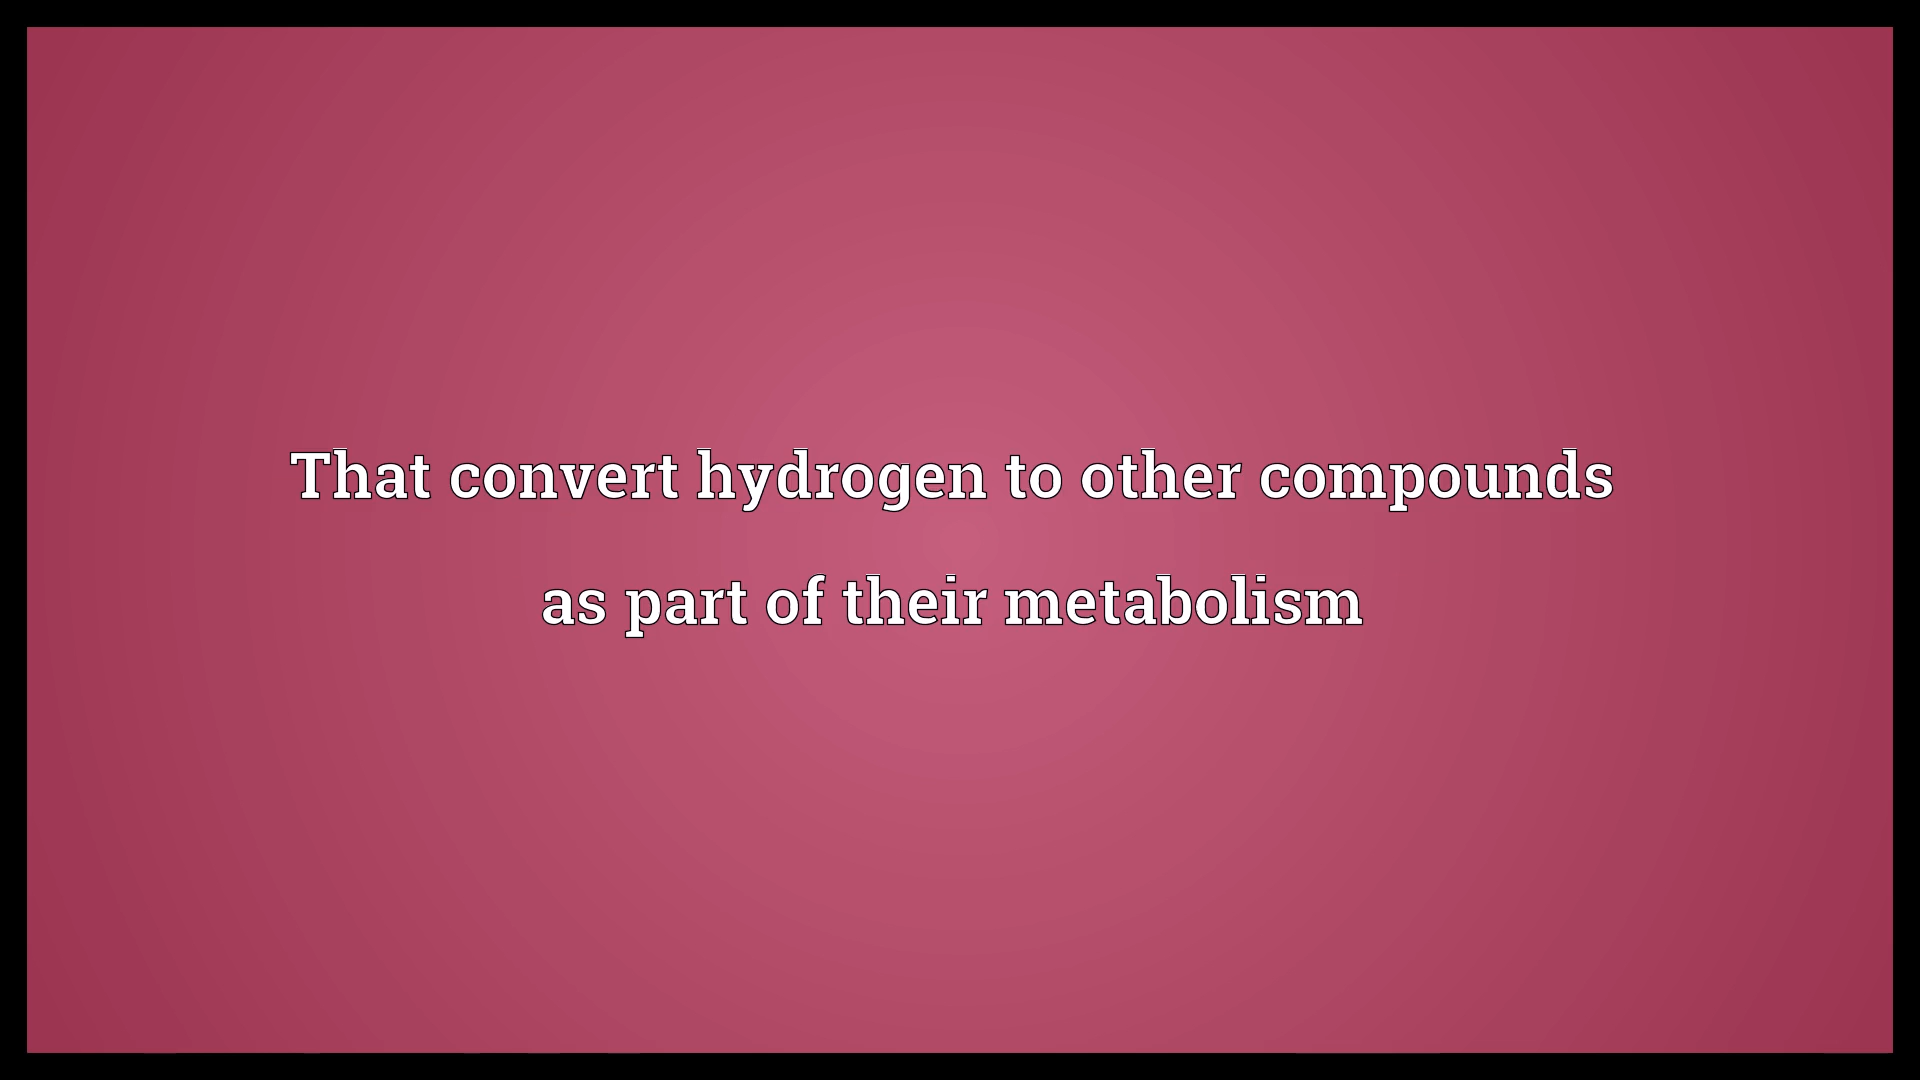 That convert hydrogen to other compounds
as part of their metabolism